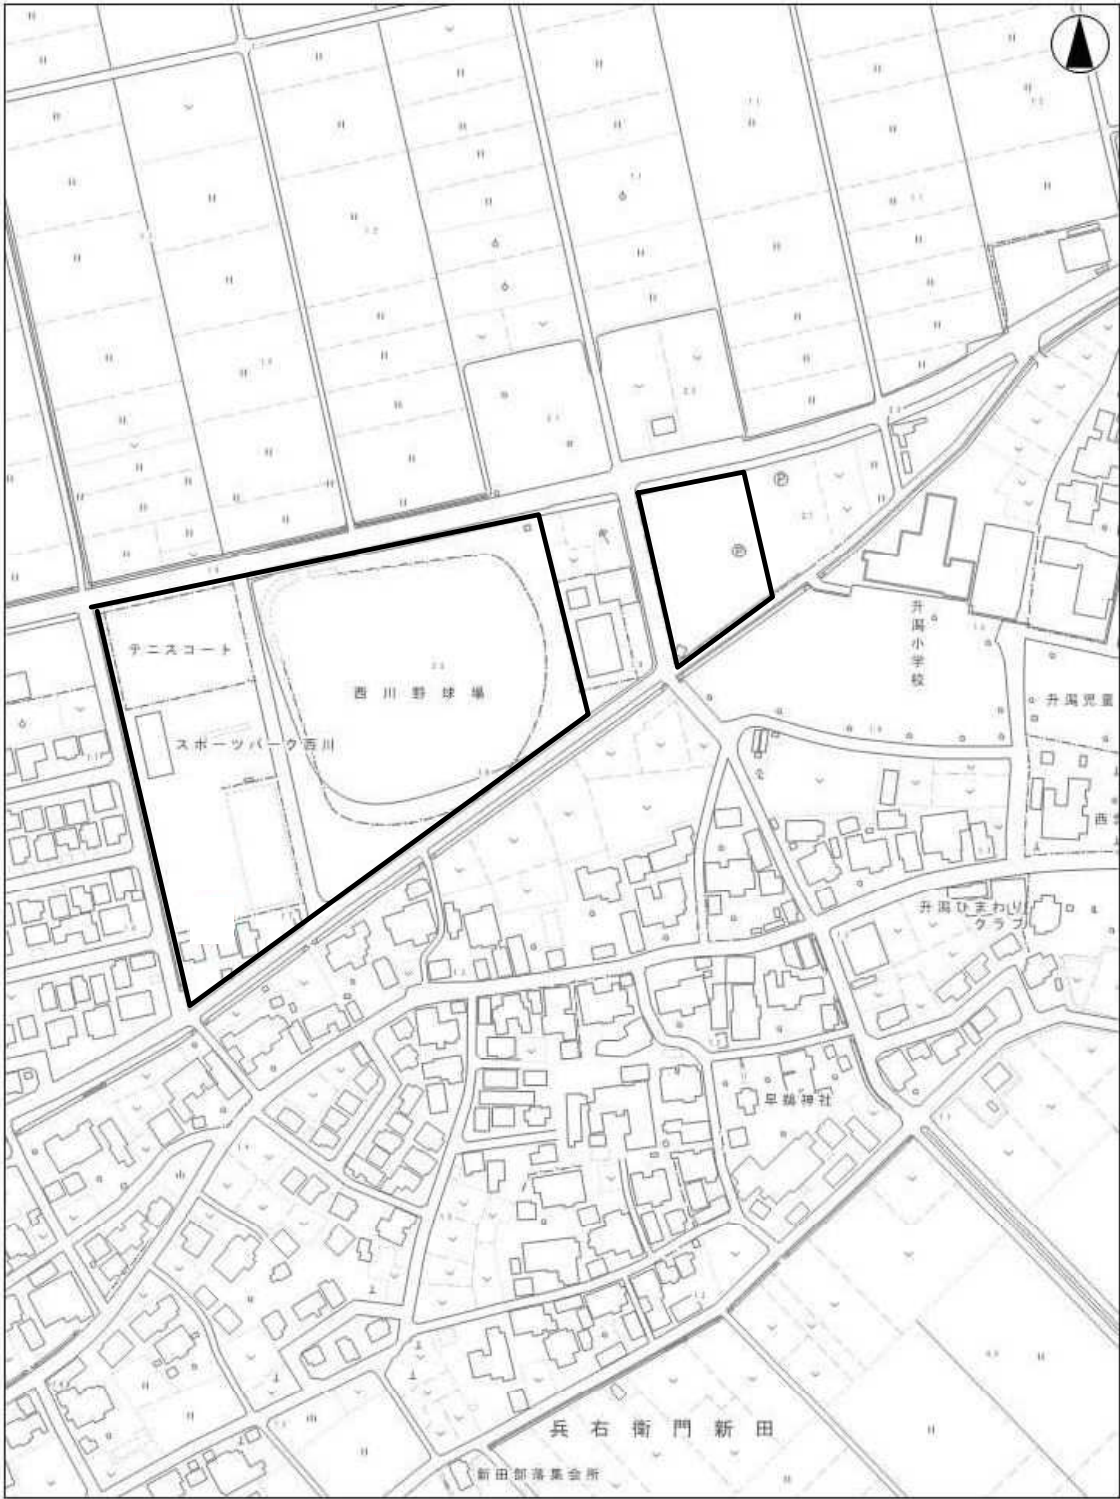 テニスコート
西川野球場
スポーツパーク西川
升潟小学校
升潟児童
升潟ひまわり
クラブ
早鞆神社
兵右衛門新田
新田部落集会所